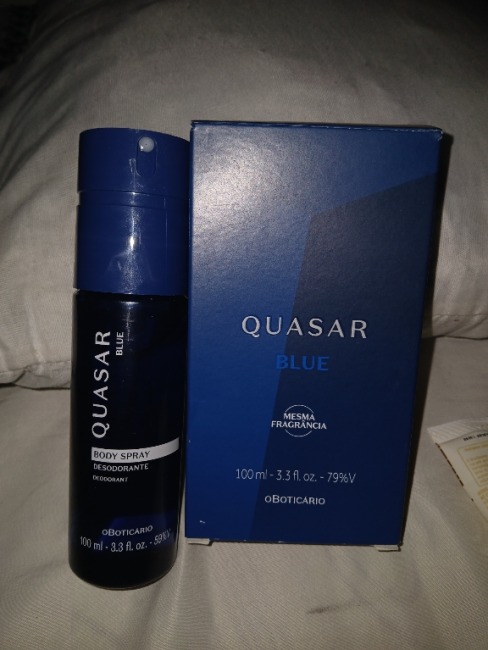 QUASAR
BLUE
BODY SPRAY
DESODORANTE
DEODORANT
oBOTICÁRIO
100 ml - 3.3 fl. oz. - 59%V
QUASAR
BLUE
MESMA
FRAGRÂNCIA
100 ml - 3.3 fl. oz. - 79%V
oBOTICÁRIO